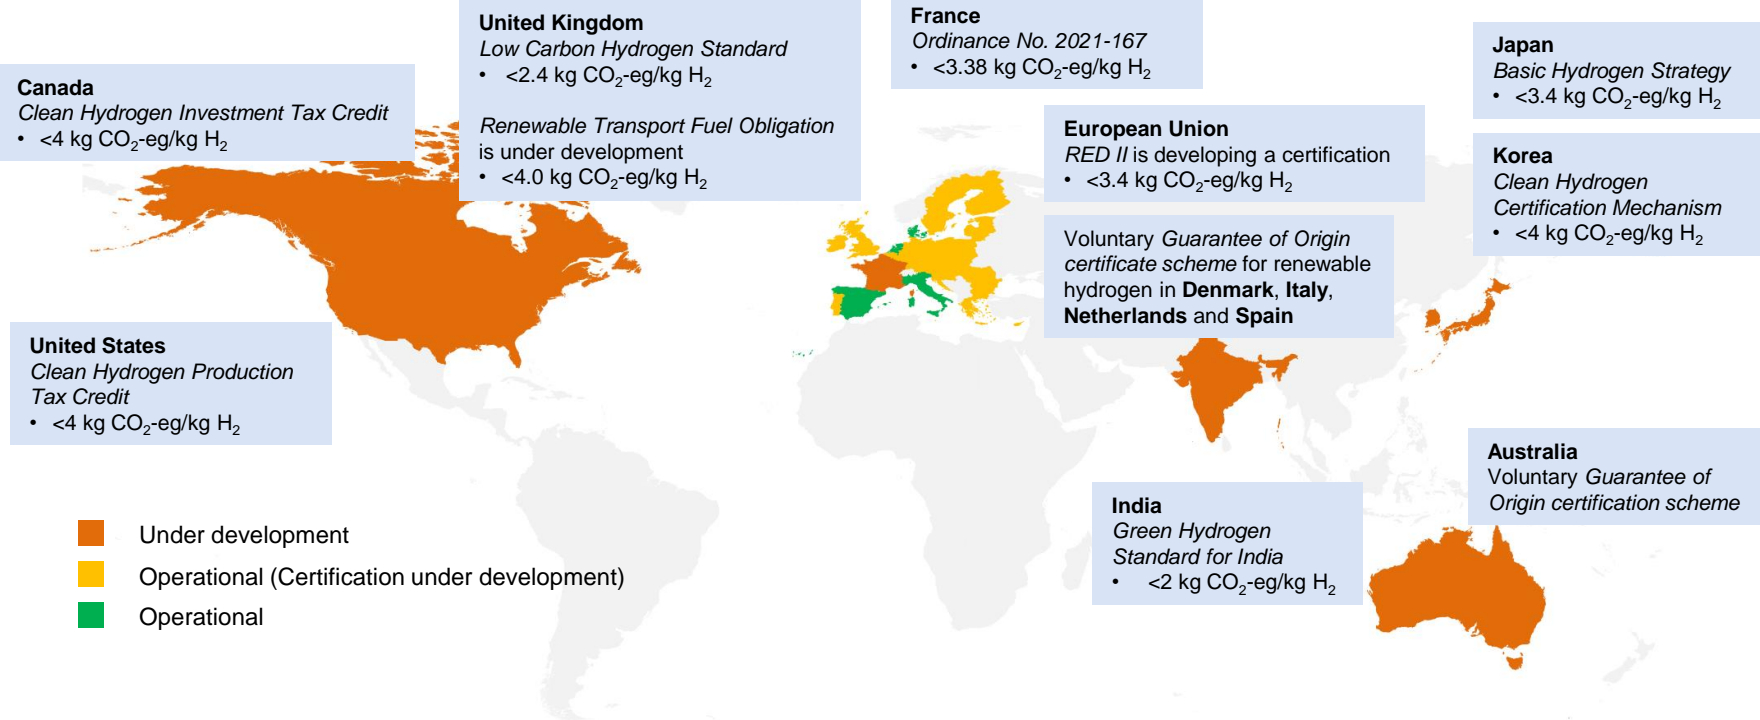 Canada
Clean Hydrogen Investment Tax Credit
• <4 kg CO₂-eg/kg H₂
United Kingdom
Low Carbon Hydrogen Standard
• <2.4 kg CO₂-eg/kg H₂
Renewable Transport Fuel Obligation
is under development
• <4.0 kg CO₂-eg/kg H₂
France
Ordinance No. 2021-167
• <3.38 kg CO₂-eg/kg H₂
European Union
RED II is developing a certification
• <3.4 kg CO₂-eg/kg H₂
Voluntary Guarantee of Origin
certificate scheme for renewable
hydrogen in Denmark, Italy,
Netherlands and Spain
Japan
Basic Hydrogen Strategy
• <3.4 kg CO₂-eg/kg H₂
Korea
Clean Hydrogen
Certification Mechanism
• <4 kg CO₂-eg/kg H₂
United States
Clean Hydrogen Production
Tax Credit
• <4 kg CO₂-eg/kg H₂
India
Green Hydrogen
Standard for India
• <2 kg CO₂-eg/kg H₂
Australia
Voluntary Guarantee of
Origin certification scheme
Under development
Operational (Certification under development)
Operational